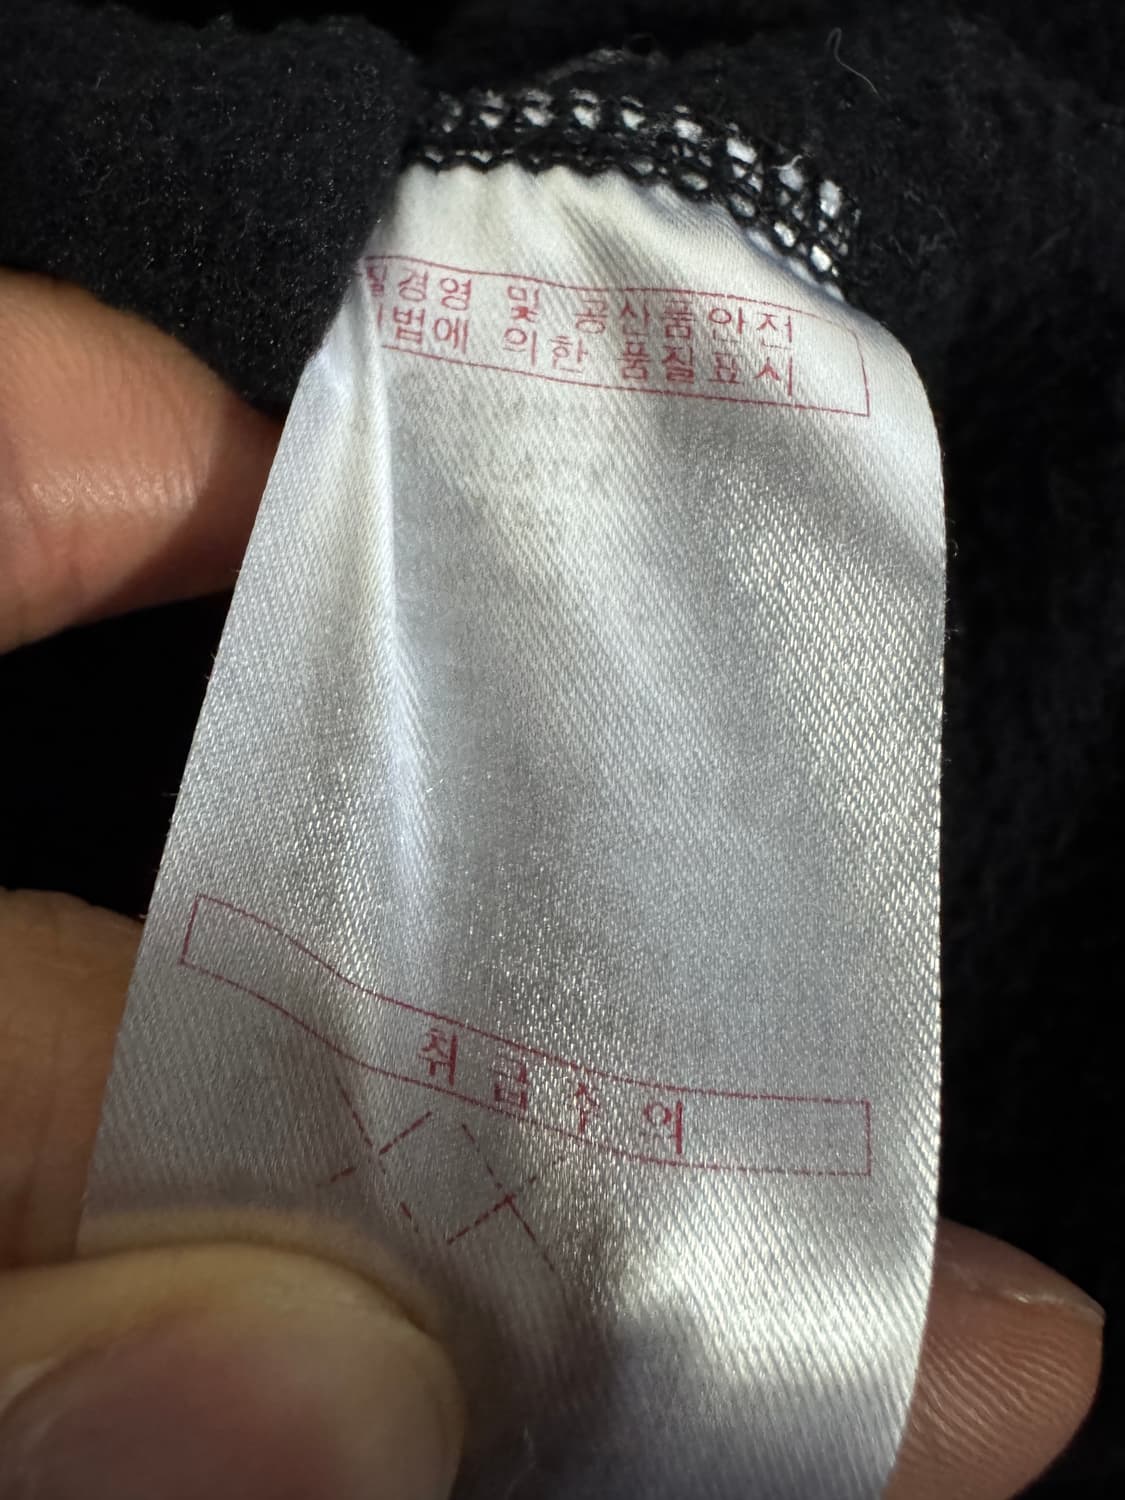 질경영 및 공산품안전
법에 의한 품질표시
취급주의